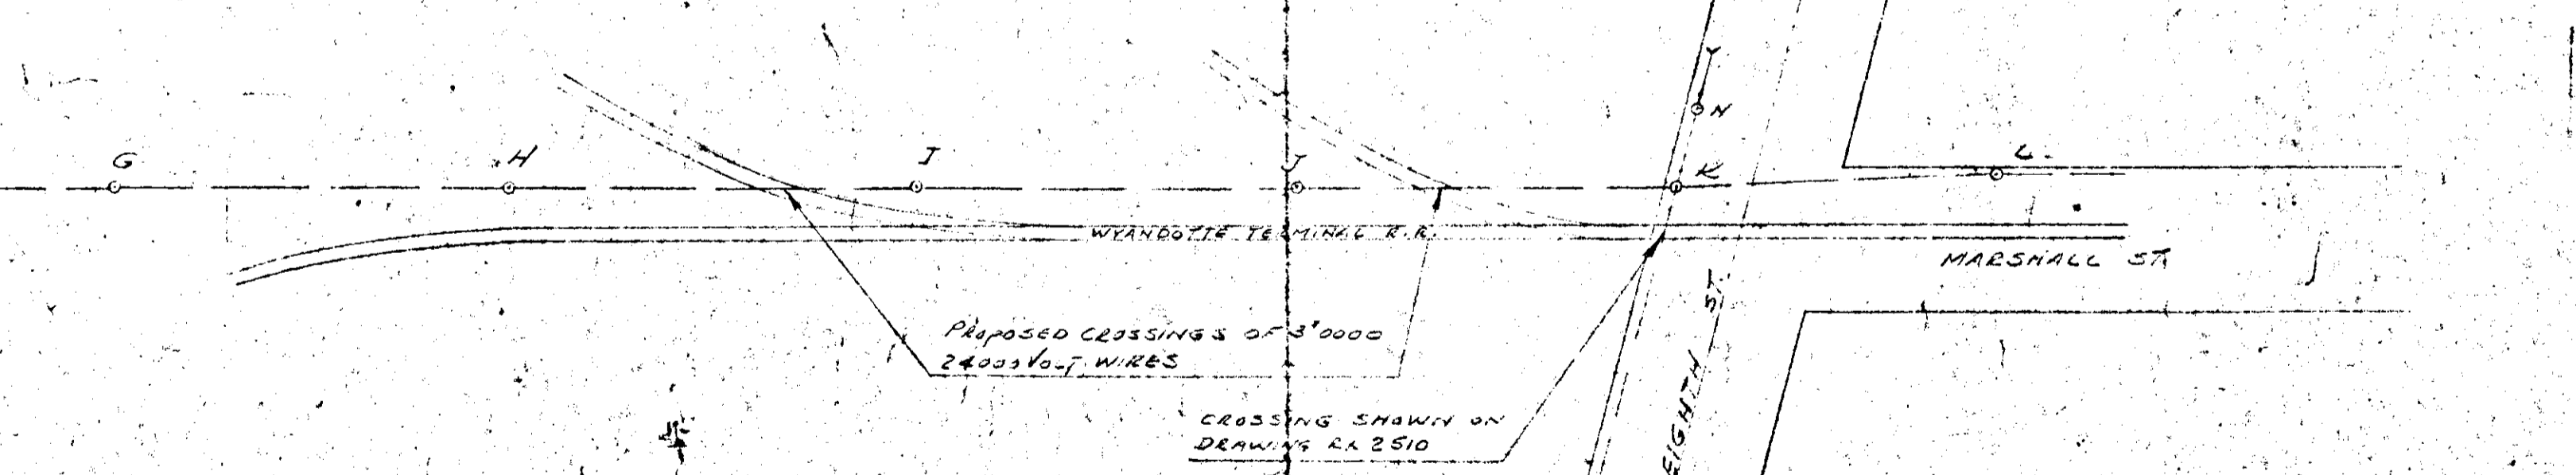 G
H
I
J
N
K
L
WYANDOTTE TERMINAL R.R.
MARSHALL ST.
PROPOSED CROSSINGS OF 3#0000
24000 VOLT WIRES
CROSSING SHOWN ON
DRAWING RR 2510
EIGHTH ST.